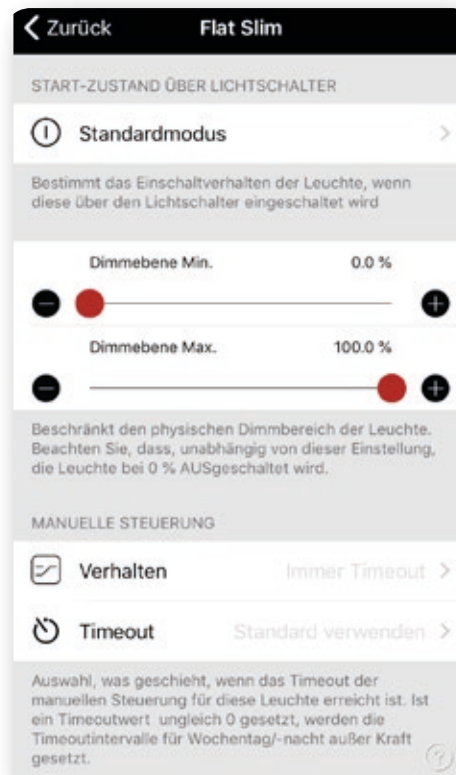 Zurück Flat Slim
START-ZUSTAND ÜBER LICHTSCHALTER
Standardmodus
Bestimmt das Einschaltverhalten der Leuchte, wenn
diese über den Lichtschalter eingeschaltet wird
Dimmebene Min. 0.0 %
Dimmebene Max. 100.0 %
Beschränkt den physischen Dimmbereich der Leuchte.
Beachten Sie, dass, unabhängig von dieser Einstellung,
die Leuchte bei 0 % AUSgeschaltet wird.
MANUELLE STEUERUNG
Verhalten Immer Timeout
Timeout Standard verwenden
Auswahl, was geschieht, wenn das Timeout der
manuellen Steuerung für diese Leuchte erreicht ist. Ist
ein Timeoutwert ungleich 0 gesetzt, werden die
Timeoutintervalle für Wochentag/-nacht außer Kraft
gesetzt.